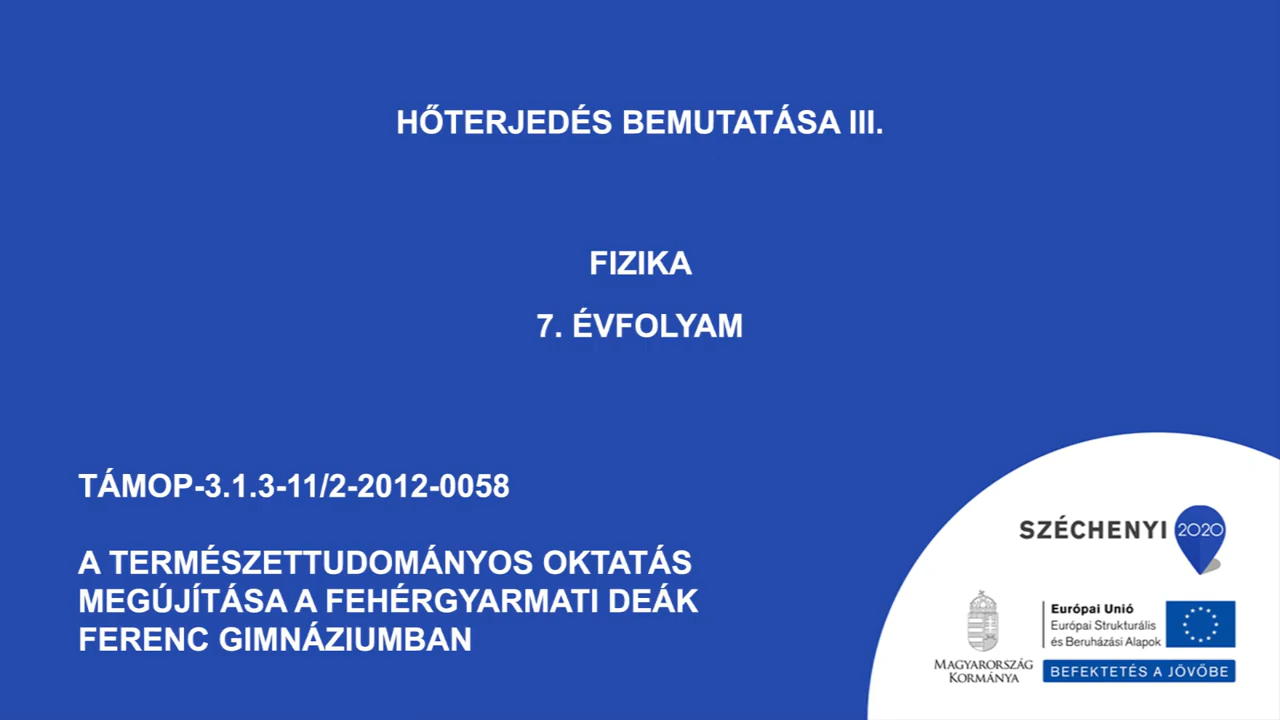 HŐTERJEDÉS BEMUTATÁSA III.
FIZIKA
7. ÉVFOLYAM
TÁMOP-3.1.3-11/2-2012-0058
A TERMÉSZETTUDOMÁNYOS OKTATÁS
MEGÚJÍTÁSA A FEHÉRGYARMATI DEÁK
FERENC GIMNÁZIUMBAN
SZÉCHENYI 2020
Európai Unió
Európai Strukturális
és Beruházási Alapok
MAGYARORSZÁG
KORMÁNYA
BEFEKTETÉS A JÖVŐBE